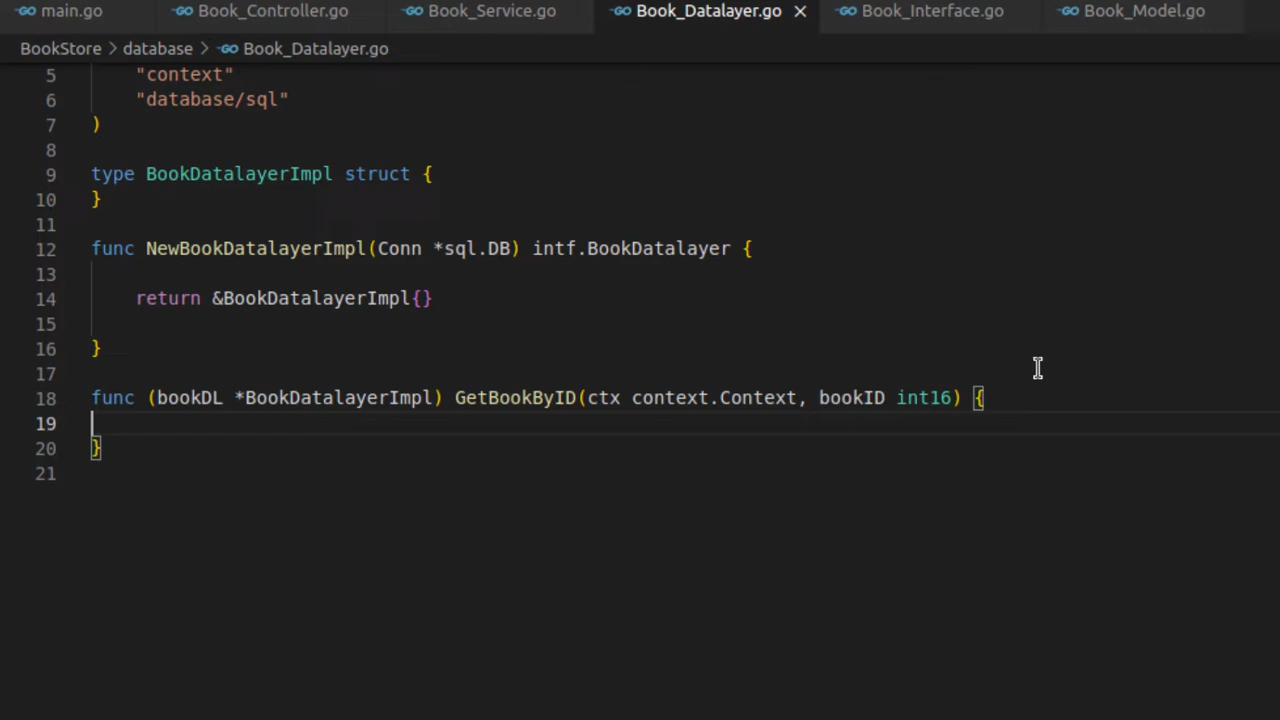 main.go Book_Controller.go Book_Service.go Book_Datalayer.go Book_Interface.go Book_Model.go
BookStore > database > Book_Datalayer.go
5 "context"
6 "database/sql"
7 )
8
9 type BookDatalayerImpl struct {
10 }
11
12 func NewBookDatalayerImpl(Conn *sql.DB) intf.BookDatalayer {
13
14 return &BookDatalayerImpl{}
15
16 }
17
18 func (bookDL *BookDatalayerImpl) GetBookByID(ctx context.Context, bookID int16) {
19
20 }
21